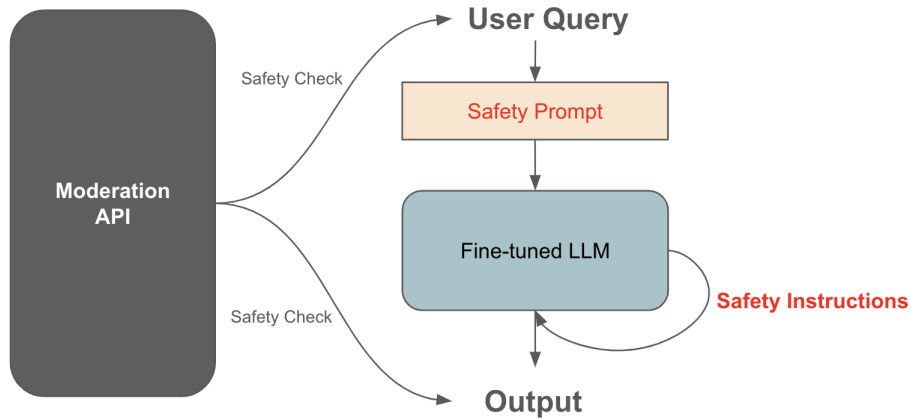 User Query
Safety Check
Safety Prompt
Moderation
API
Fine-tuned LLM
Safety Instructions
Safety Check
Output